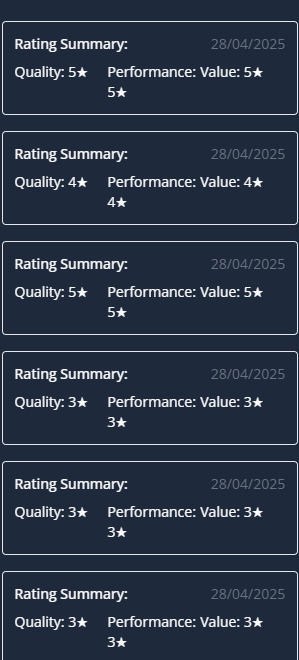 Rating Summary: 28/04/2025
Quality: 5★ Performance: Value: 5★
5★
Rating Summary: 28/04/2025
Quality: 4★ Performance: Value: 4★
4★
Rating Summary: 28/04/2025
Quality: 5★ Performance: Value: 5★
5★
Rating Summary: 28/04/2025
Quality: 3★ Performance: Value: 3★
3★
Rating Summary: 28/04/2025
Quality: 3★ Performance: Value: 3★
3★
Rating Summary: 28/04/2025
Quality: 3★ Performance: Value: 3★
3★